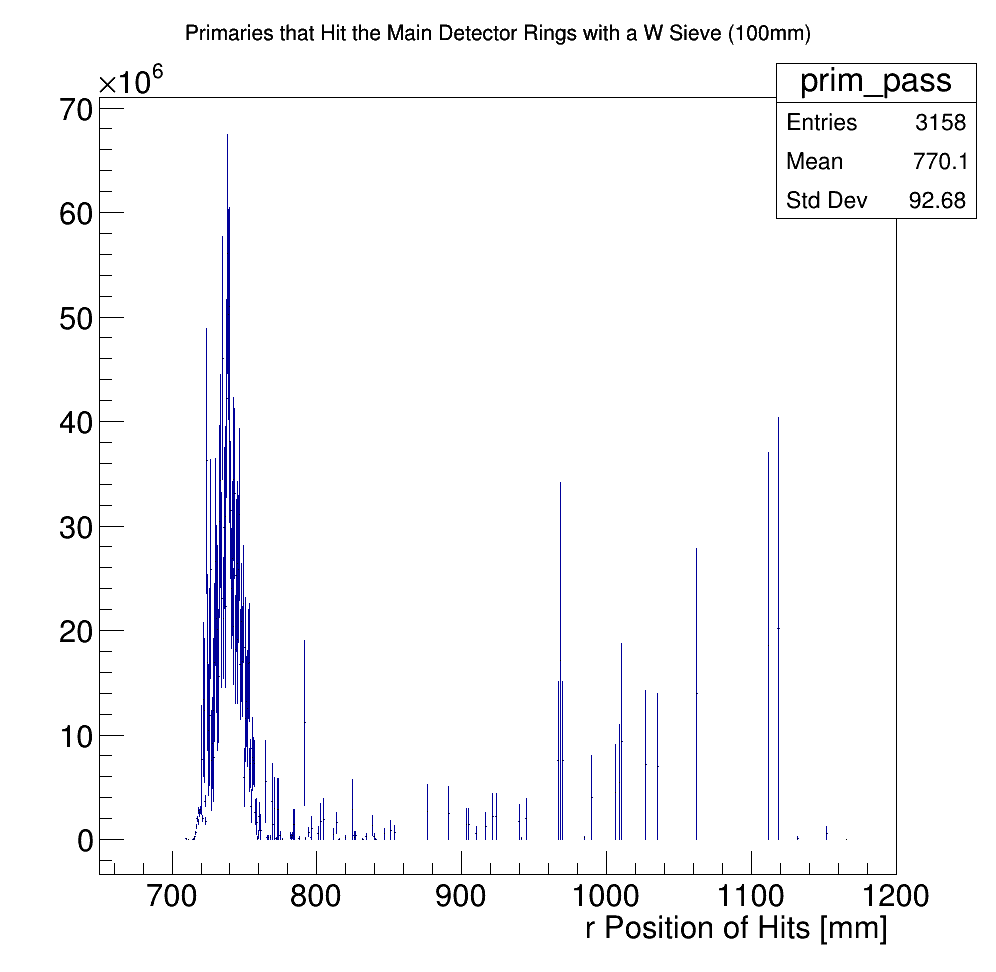 Primaries that Hit the Main Detector Rings with a W Sieve (100mm)
×10⁶
prim_pass
Entries 3158
Mean 770.1
Std Dev 92.68
70
60
50
40
30
20
10
0
700 800 900 1000 1100 1200
r Position of Hits [mm]